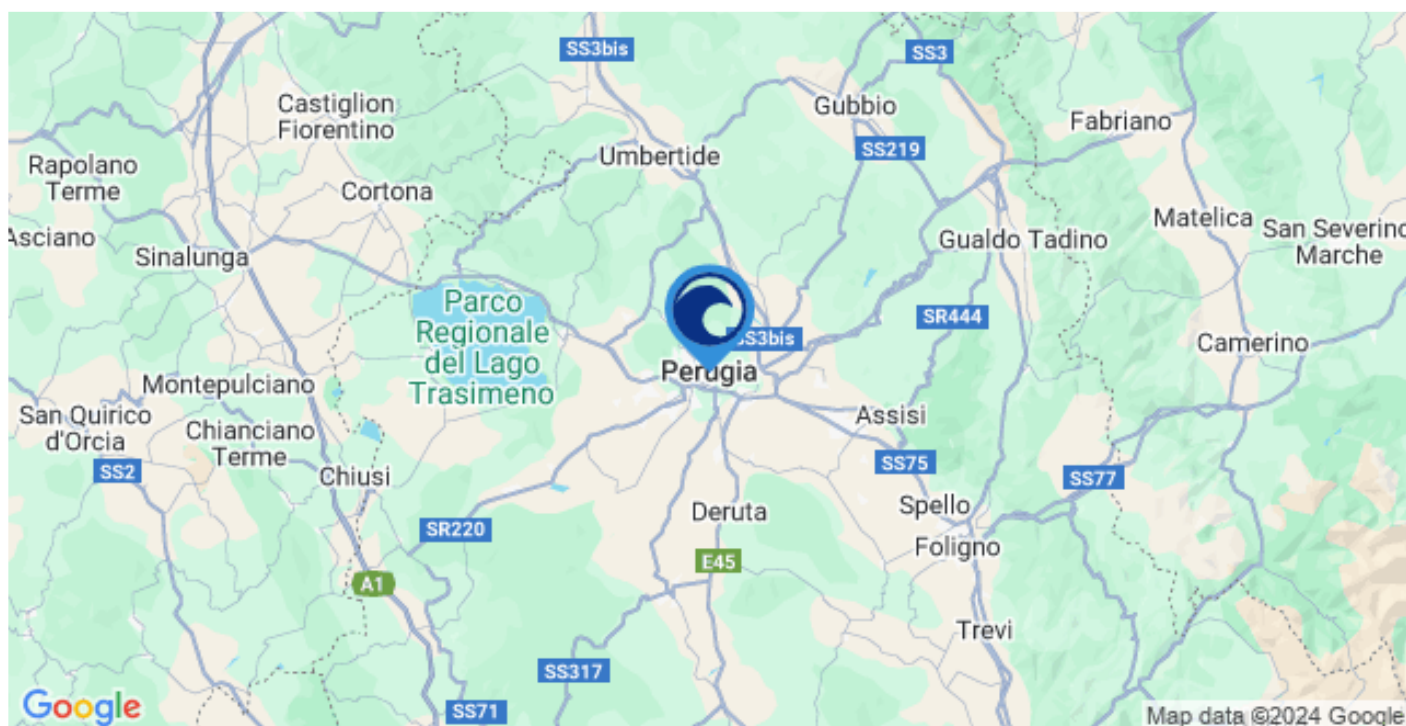 SS3bis
SS3
Castiglion
Fiorentino
Gubbio
Fabriano
Umbertide
SS219
Rapolano
Terme
Cortona
Matelica
Asciano
Sinalunga
Gualdo Tadino
San Severino
Marche
Parco
Regionale
del Lago
Trasimeno
SR444
SS3bis
Camerino
Perugia
Montepulciano
San Quirico
d'Orcia
Assisi
Chianciano
Terme
SS2
Chiusi
SS75
SS77
Deruta
Spello
SR220
Foligno
E45
A1
Trevi
SS317
SS71
Google
Map data ©2024 Google